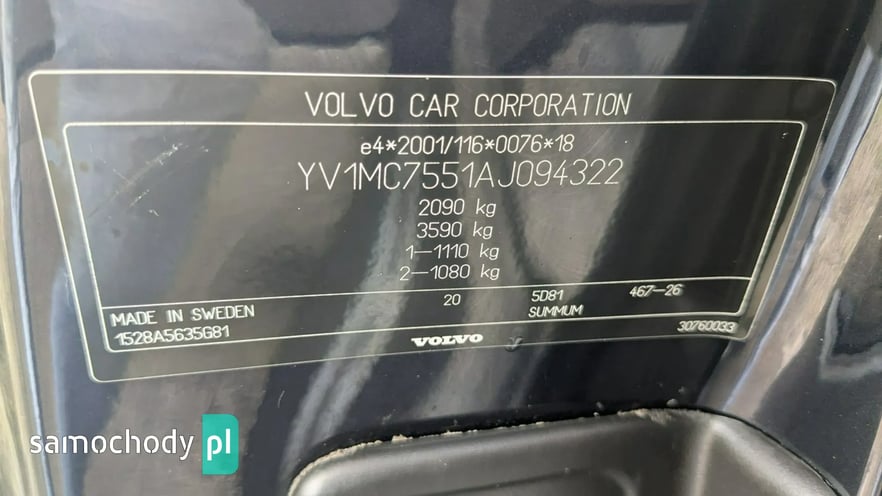 VOLVO CAR CORPORATION
e4*2001/116*0076*18
YV1MC7551AJ094322
2090 kg
3590 kg
1-1110 kg
2-1080 kg
MADE IN SWEDEN 20 5D81 467-26
SUMMUM
1528A5635G81
VOLVO 30760033
samochody pl